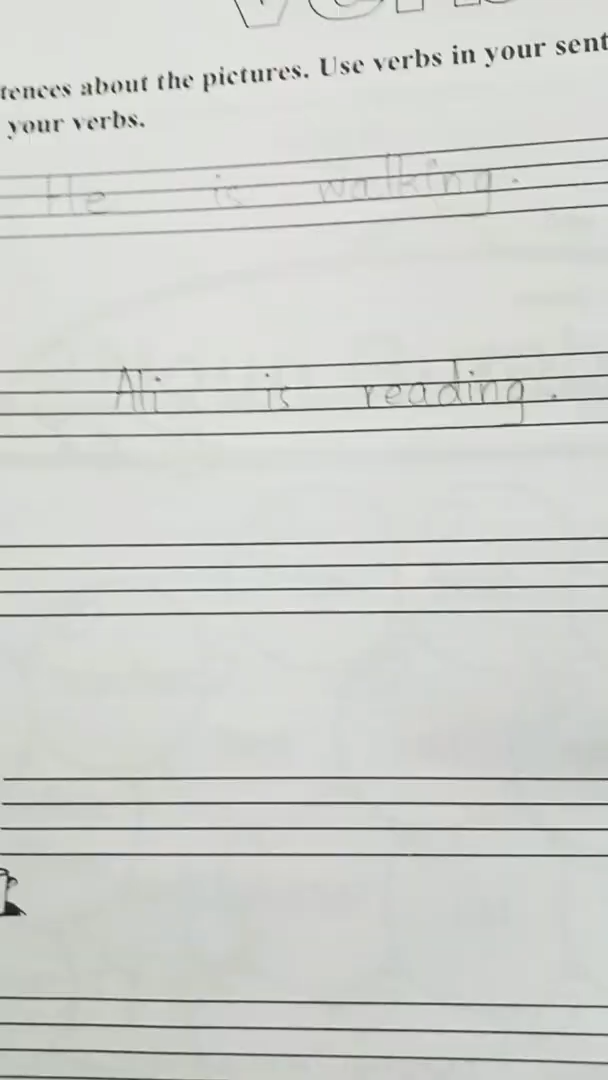 tences about the pictures. Use verbs in your sent
your verbs.
He is walking.
Ali is reading.